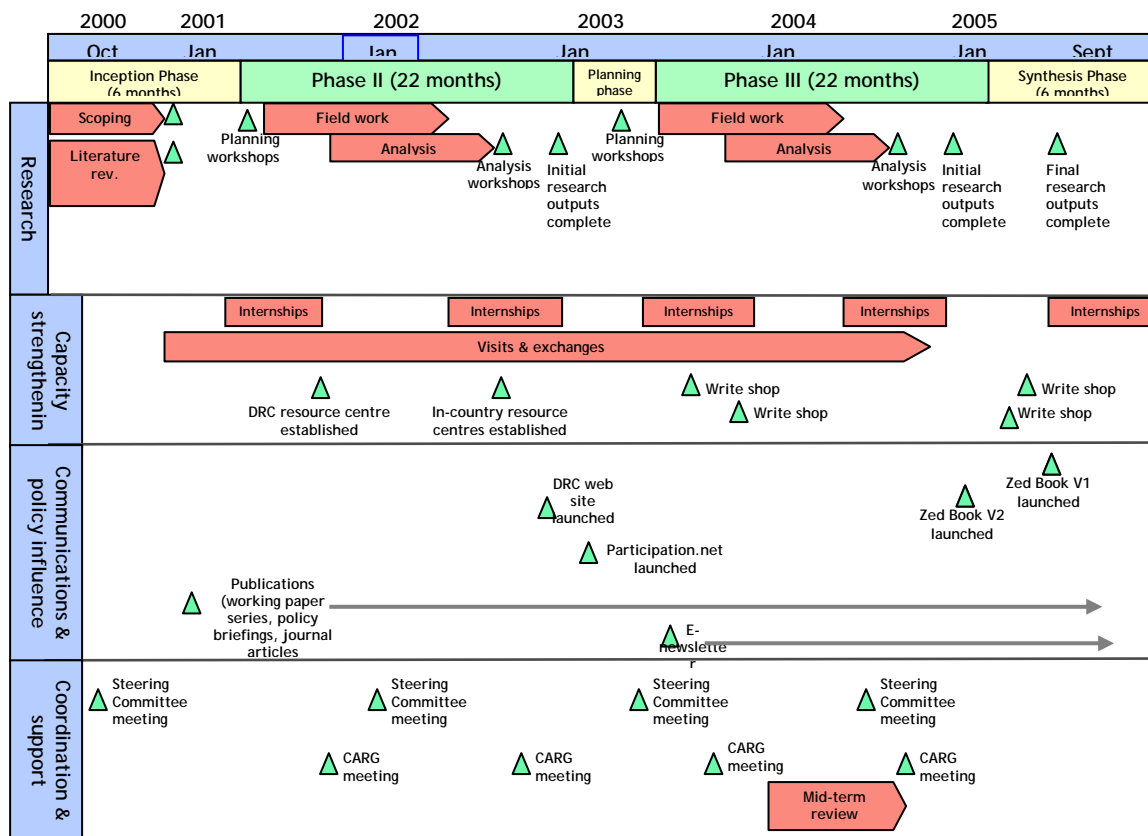 2000 2001 2002 2003 2004 2005
Oct Jan Jan Jan Jan Jan Sept
Inception Phase
(6 months)
Phase II (22 months)
Planning
phase
Phase III (22 months)
Synthesis Phase
(6 months)
Research
Scoping
Literature
rev.
Planning
workshops
Field work
Analysis
Analysis
workshops
Initial
research
outputs
complete
Planning
workshops
Field work
Analysis
Analysis
workshops
Initial
research
outputs
complete
Final
research
outputs
complete
Capacity
strengthenin
Internships
Internships
Internships
Internships
Internships
Visits & exchanges
DRC resource centre
established
In-country resource
centres established
Write shop
Write shop
Write shop
Write shop
Communications &
policy influence
DRC web
site
launched
Participation.net
launched
Zed Book V1
launched
Zed Book V2
launched
Publications
(working paper
series, policy
briefings, journal
articles
E-
newslette
r
Coordination &
support
Steering
Committee
meeting
Steering
Committee
meeting
Steering
Committee
meeting
Steering
Committee
meeting
CARG
meeting
CARG
meeting
CARG
meeting
CARG
meeting
Mid-term
review